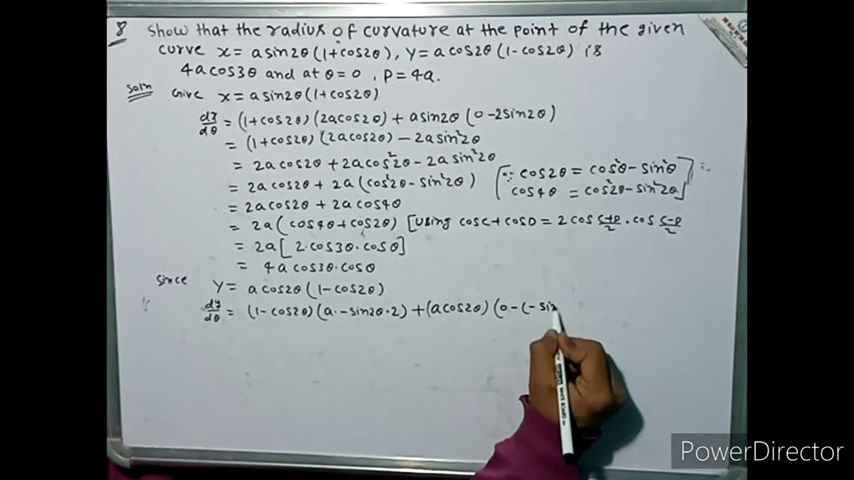 8 Show that the radius of curvature at the point of the given
curve x = a sin2θ (1+cos2θ), Y = a cos2θ (1-cos2θ) is
4a cos3θ and at θ = 0, P = 4a.
Soln Give x = a sin2θ (1+cos2θ)
dy/dθ = (1+cos2θ) (2a cos2θ) + a sin2θ (0 - 2 sin2θ)
= (1+cos2θ) (2a cos2θ) - 2a sin²2θ
= 2a cos2θ + 2a cos²2θ - 2a sin²2θ
= 2a cos2θ + 2a (cos²2θ - sin²2θ) [∵ cos2θ = cos²θ - sin²θ
cos4θ = cos²2θ - sin²2θ]
= 2a cos2θ + 2a cos4θ
= 2a (cos4θ + cos2θ) [using cosC + cosD = 2 cos C+D/2 . cos C-D/2
= 2a [2·cos3θ·cosθ]
= 4a cos3θ·cosθ
Since Y = a cos2θ (1-cos2θ)
dy/dθ = (1-cos2θ) (a·-sin2θ·2) + (a cos2θ) (0-(-sin
PowerDirector